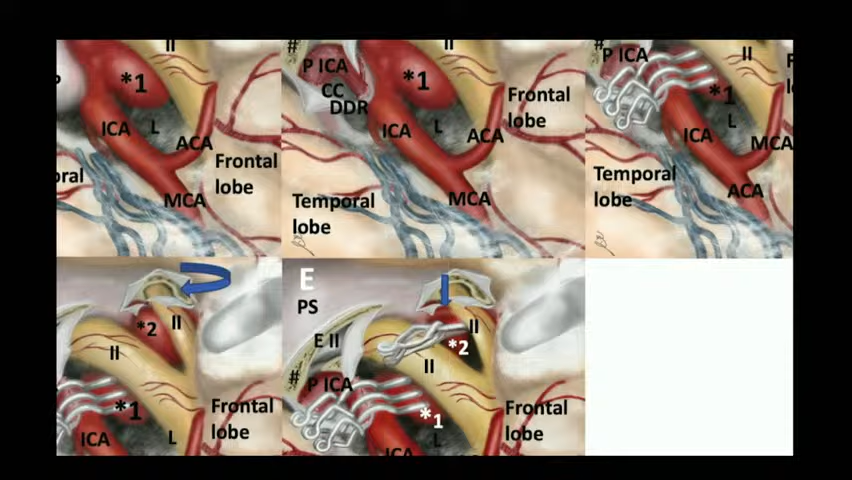 II
*1
P
ICA
L
ACA
oral
Frontal
lobe
MCA
#
II
P ICA
*1
CC
DDR
Frontal
lobe
ICA
L
ACA
Temporal
lobe
MCA
#
P ICA
II
*1
L
ICA
MCA
Temporal
lobe
ACA
*2
II
II
*1
Frontal
lobe
ICA
L
E
PS
E II
II
*2
II
#
P ICA
*1
Frontal
lobe
L
ICA